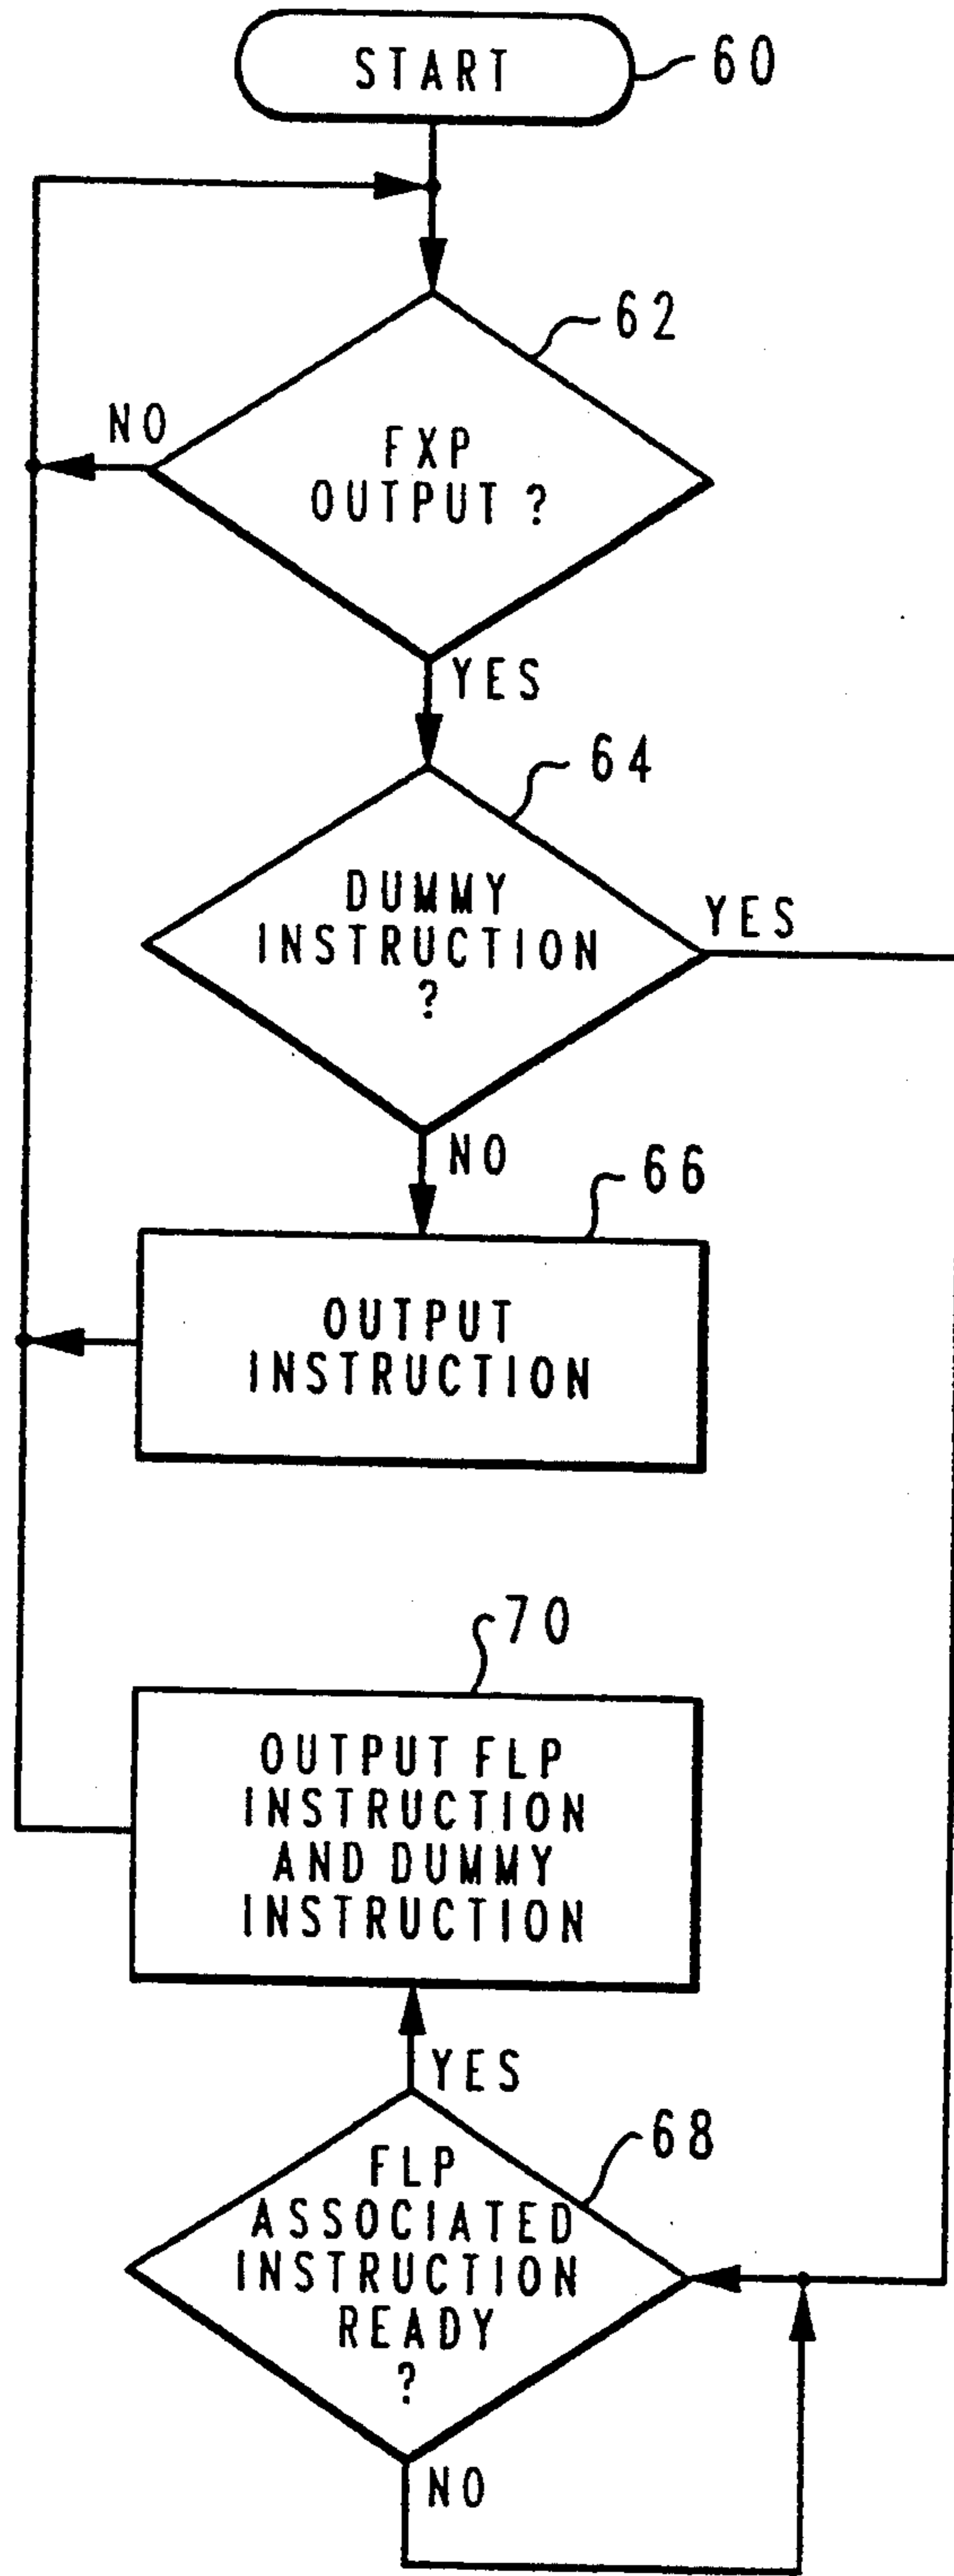 START
60
62
NO
FXP
OUTPUT ?
YES
64
DUMMY
INSTRUCTION
?
YES
NO
66
OUTPUT
INSTRUCTION
70
OUTPUT FLP
INSTRUCTION
AND DUMMY
INSTRUCTION
YES
68
FLP
ASSOCIATED
INSTRUCTION
READY
?
NO